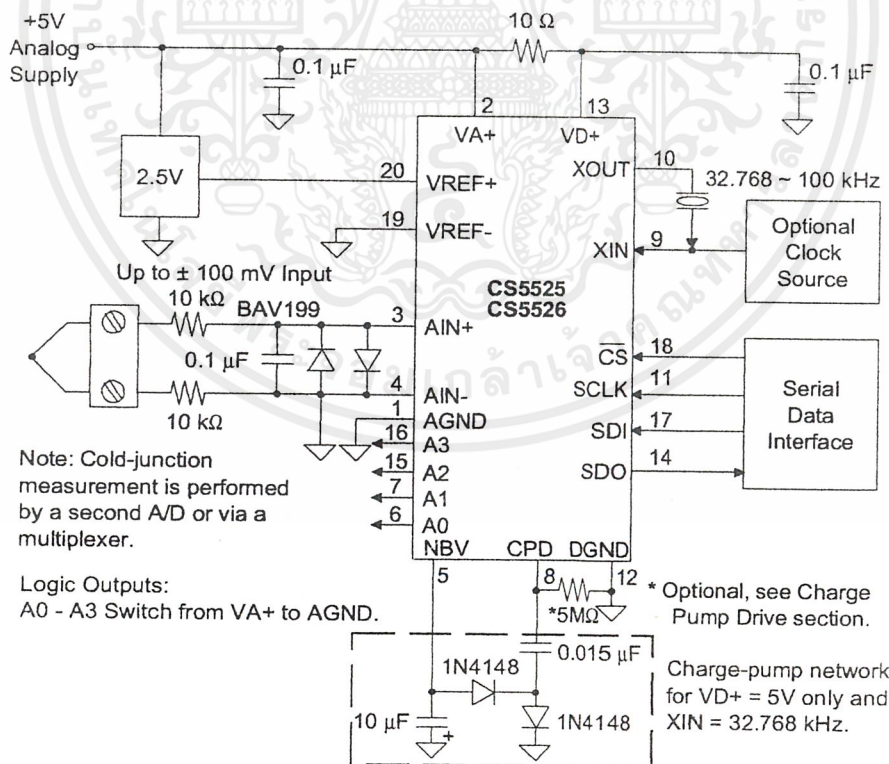 +5V
Analog
Supply
10 Ω
0.1 μF
0.1 μF
2
13
VA+
VD+
2.5V
20
VREF+
19
VREF-
XOUT
10
32.768 ~ 100 kHz
XIN
9
Optional
Clock
Source
Up to ± 100 mV Input
10 kΩ
BAV199
0.1 μF
10 kΩ
CS5525
CS5526
3
AIN+
4
AIN-
1
AGND
16
A3
15
A2
7
A1
6
A0
CS
18
SCLK
11
SDI
17
SDO
14
Serial
Data
Interface
Note: Cold-junction
measurement is performed
by a second A/D or via a
multiplexer.
Logic Outputs:
A0 - A3 Switch from VA+ to AGND.
NBV
CPD
DGND
5
8
12
*5MΩ
* Optional, see Charge
Pump Drive section.
0.015 μF
1N4148
1N4148
10 μF
+
Charge-pump network
for VD+ = 5V only and
XIN = 32.768 kHz.